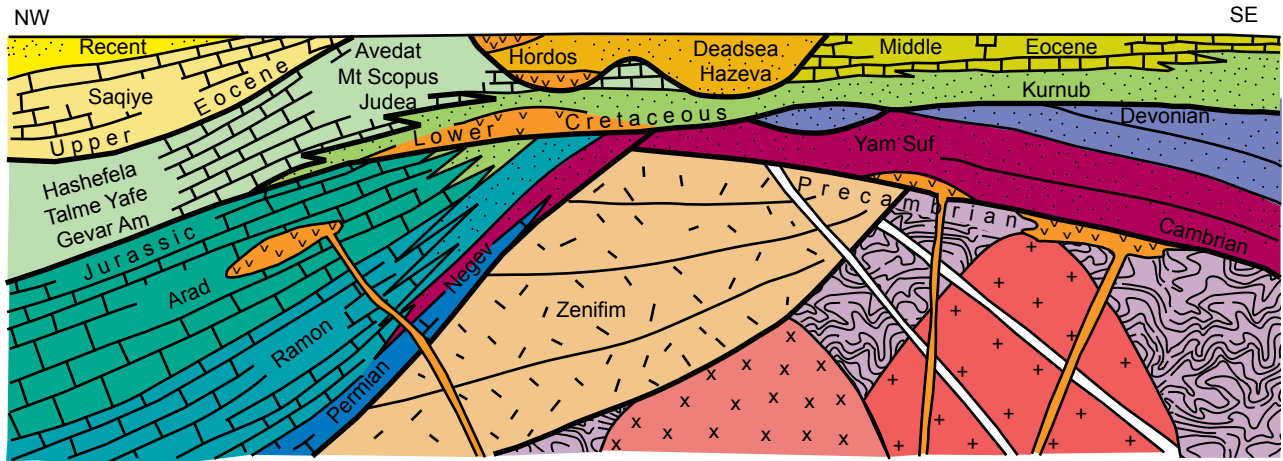 NW
SE
Recent
Saqiye
Upper Eocene
Avedat
Mt Scopus
Judea
Hordos
Deadsea
Hazeva
Middle Eocene
Kurnub
Lower Cretaceous
Devonian
Yam Suf
Hashefela
Talme Yafe
Gevar Am
Precambrian
Cambrian
Jurassic
Arad
Negev
Zenifim
Ramon
Permian